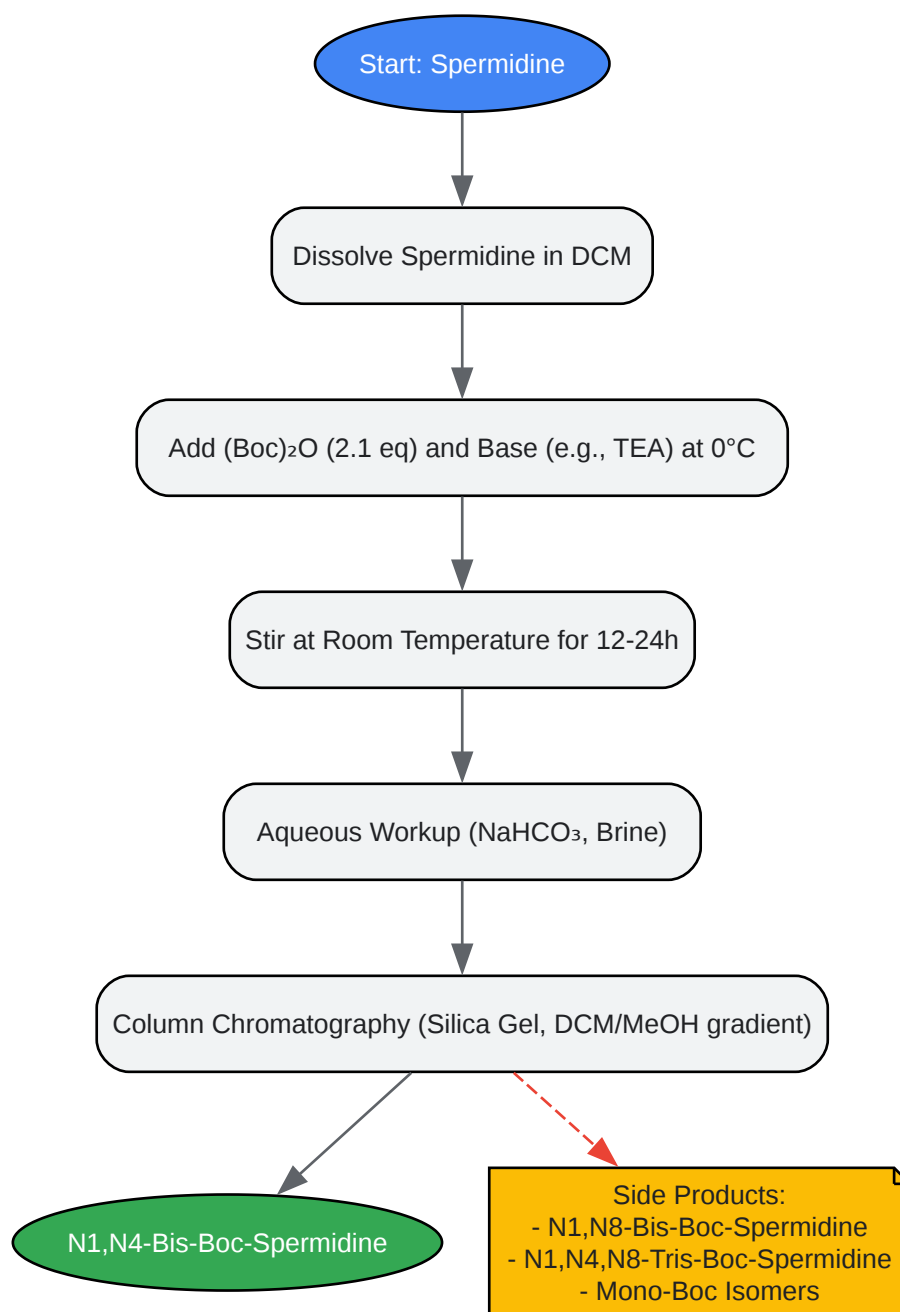 Start: Spermidine
Dissolve Spermidine in DCM
Add (Boc)₂O (2.1 eq) and Base (e.g., TEA) at 0°C
Stir at Room Temperature for 12-24h
Aqueous Workup (NaHCO₃, Brine)
Column Chromatography (Silica Gel, DCM/MeOH gradient)
N1,N4-Bis-Boc-Spermidine
Side Products:
- N1,N8-Bis-Boc-Spermidine
- N1,N4,N8-Tris-Boc-Spermidine
- Mono-Boc Isomers